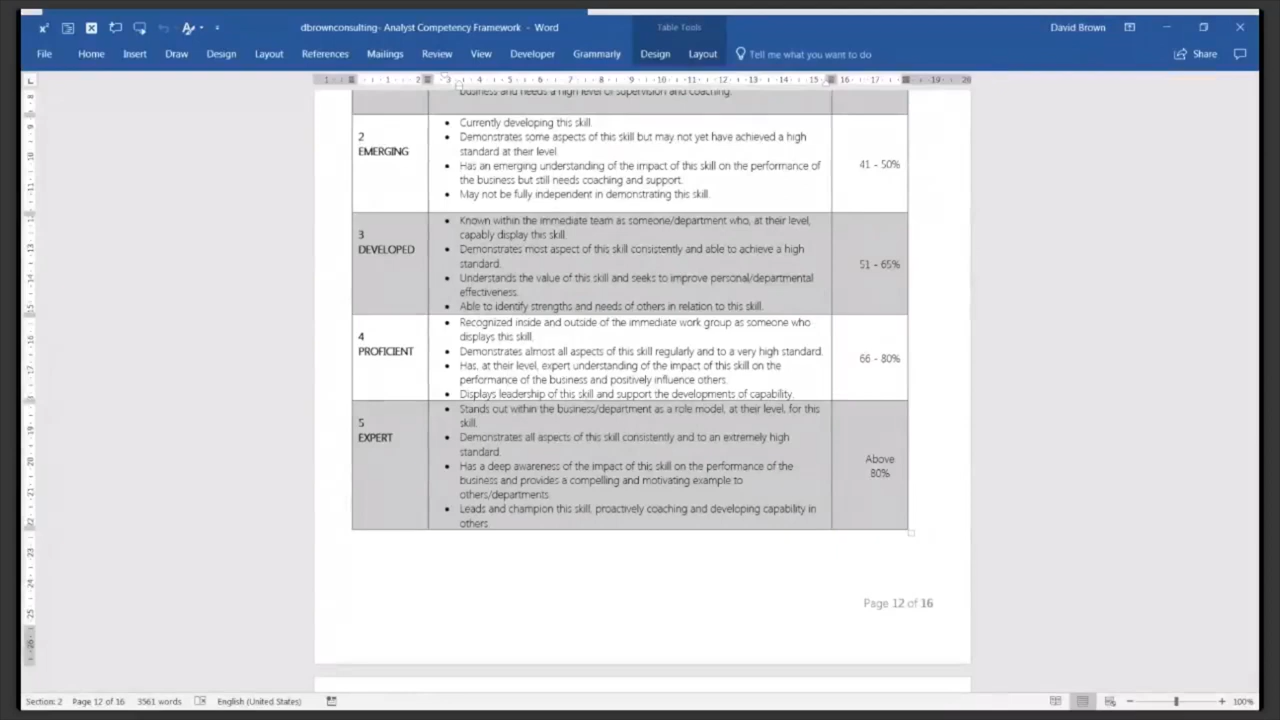 dbrownconsulting- Analyst Competency Framework - Word
Table Tools
David Brown
File Home Insert Draw Design Layout References Mailings Review View Developer Grammarly Design Layout Tell me what you want to do Share
business and needs a high level of supervision and coaching.
2
EMERGING
• Currently developing this skill.
• Demonstrates some aspects of this skill but may not yet have achieved a high
standard at their level.
• Has an emerging understanding of the impact of this skill on the performance of
the business but still needs coaching and support.
• May not be fully independent in demonstrating this skill.
41 - 50%
3
DEVELOPED
• Known within the immediate team as someone/department who, at their level,
capably display this skill.
• Demonstrates most aspect of this skill consistently and able to achieve a high
standard.
• Understands the value of this skill and seeks to improve personal/departmental
effectiveness.
• Able to identify strengths and needs of others in relation to this skill.
51 - 65%
4
PROFICIENT
• Recognized inside and outside of the immediate work group as someone who
displays this skill.
• Demonstrates almost all aspects of this skill regularly and to a very high standard.
• Has, at their level, expert understanding of the impact of this skill on the
performance of the business and positively influence others.
• Displays leadership of this skill and support the developments of capability.
66 - 80%
5
EXPERT
• Stands out within the business/department as a role model, at their level, for this
skill.
• Demonstrates all aspects of this skill consistently and to an extremely high
standard.
• Has a deep awareness of the impact of this skill on the performance of the
business and provides a compelling and motivating example to
others/departments
• Leads and champion this skill, proactively coaching and developing capability in
others
Above
80%
Page 12 of 16
Section: 2 Page 12 of 16 3561 words English (United States) 100%